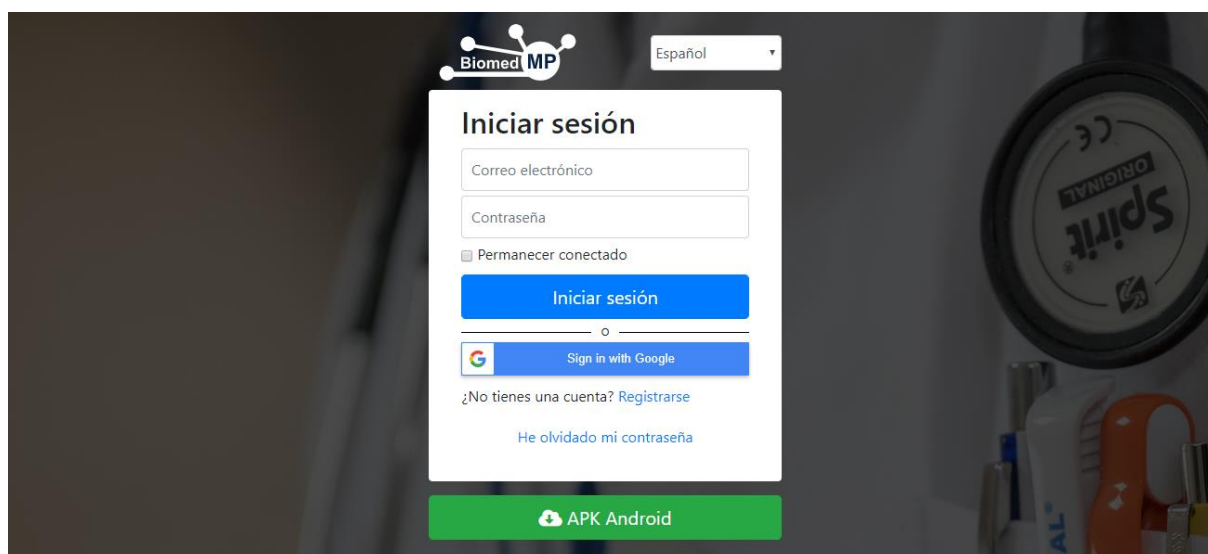 Biomed MP
Español
Iniciar sesión
Correo electrónico
Contraseña
Permanecer conectado
Iniciar sesión
o
Sign in with Google
¿No tienes una cuenta? Registrarse
He olvidado mi contraseña
APK Android
CE
ORIGINAL
Spirit
AL